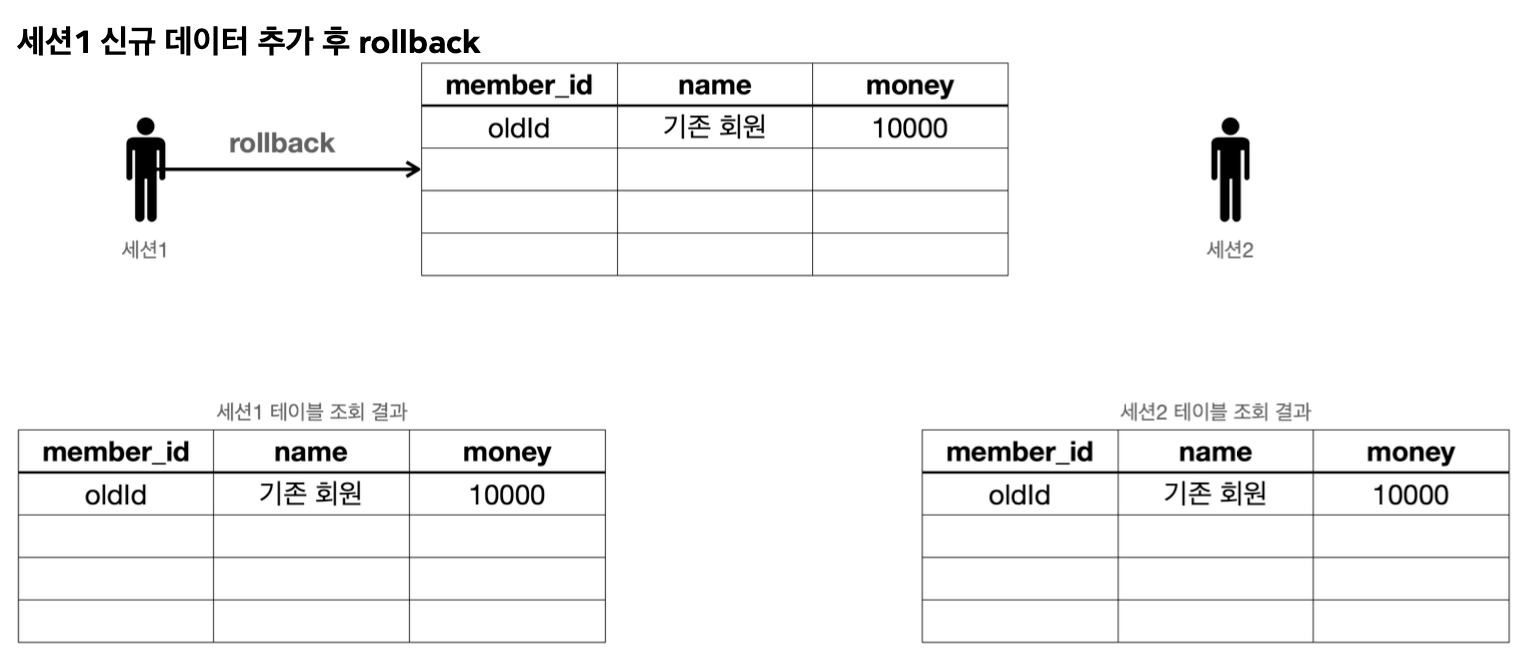 세션1 신규 데이터 추가 후 rollback
member_id name money
oldId 기존 회원 10000
rollback
세션1
세션2
세션1 테이블 조회 결과
member_id name money
oldId 기존 회원 10000
세션2 테이블 조회 결과
member_id name money
oldId 기존 회원 10000